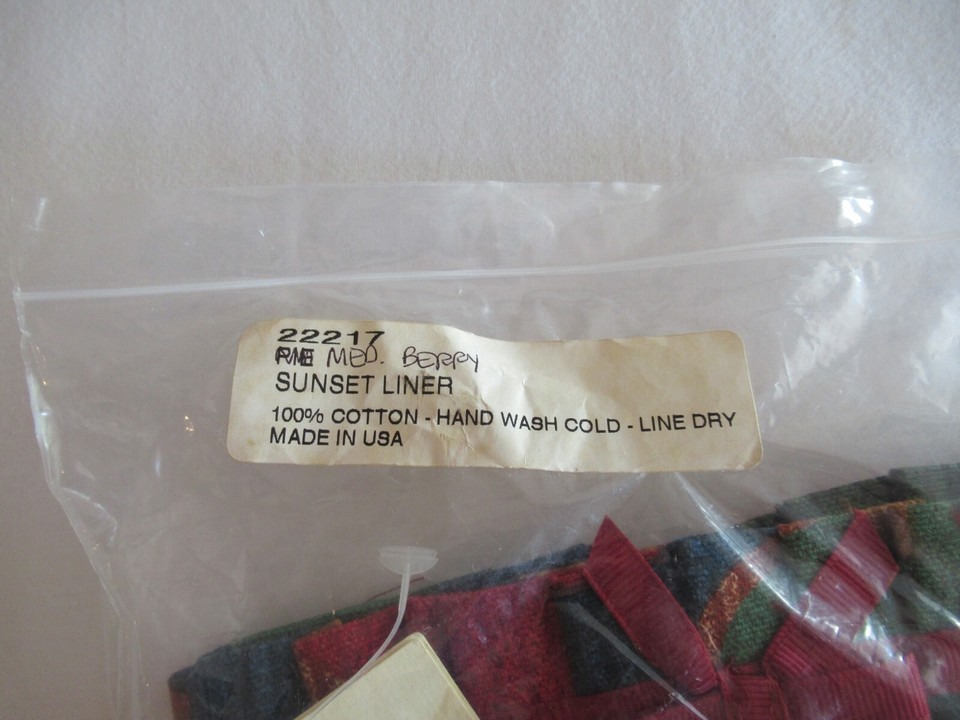 22217
MED. BERRY
SUNSET LINER
100% COTTON - HAND WASH COLD - LINE DRY
MADE IN USA